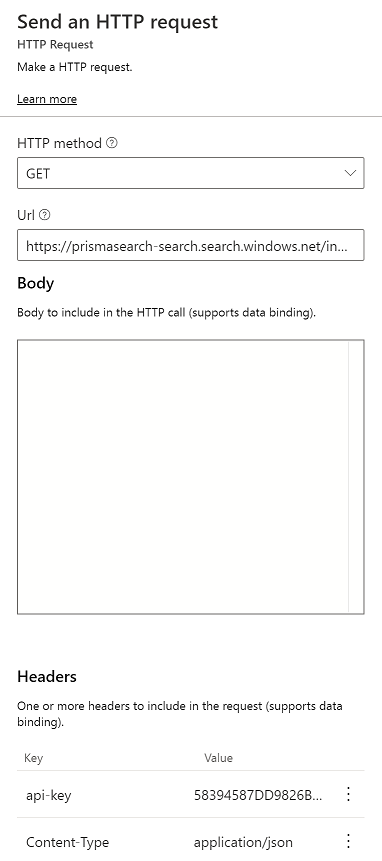 Send an HTTP request
HTTP Request
Make a HTTP request.
Learn more
HTTP method
GET
Url
https://prismasearch-search.search.windows.net/in...
Body
Body to include in the HTTP call (supports data binding).
Headers
One or more headers to include in the request (supports data
binding).
Key Value
api-key 58394587DD9826B...
Content-Type application/json